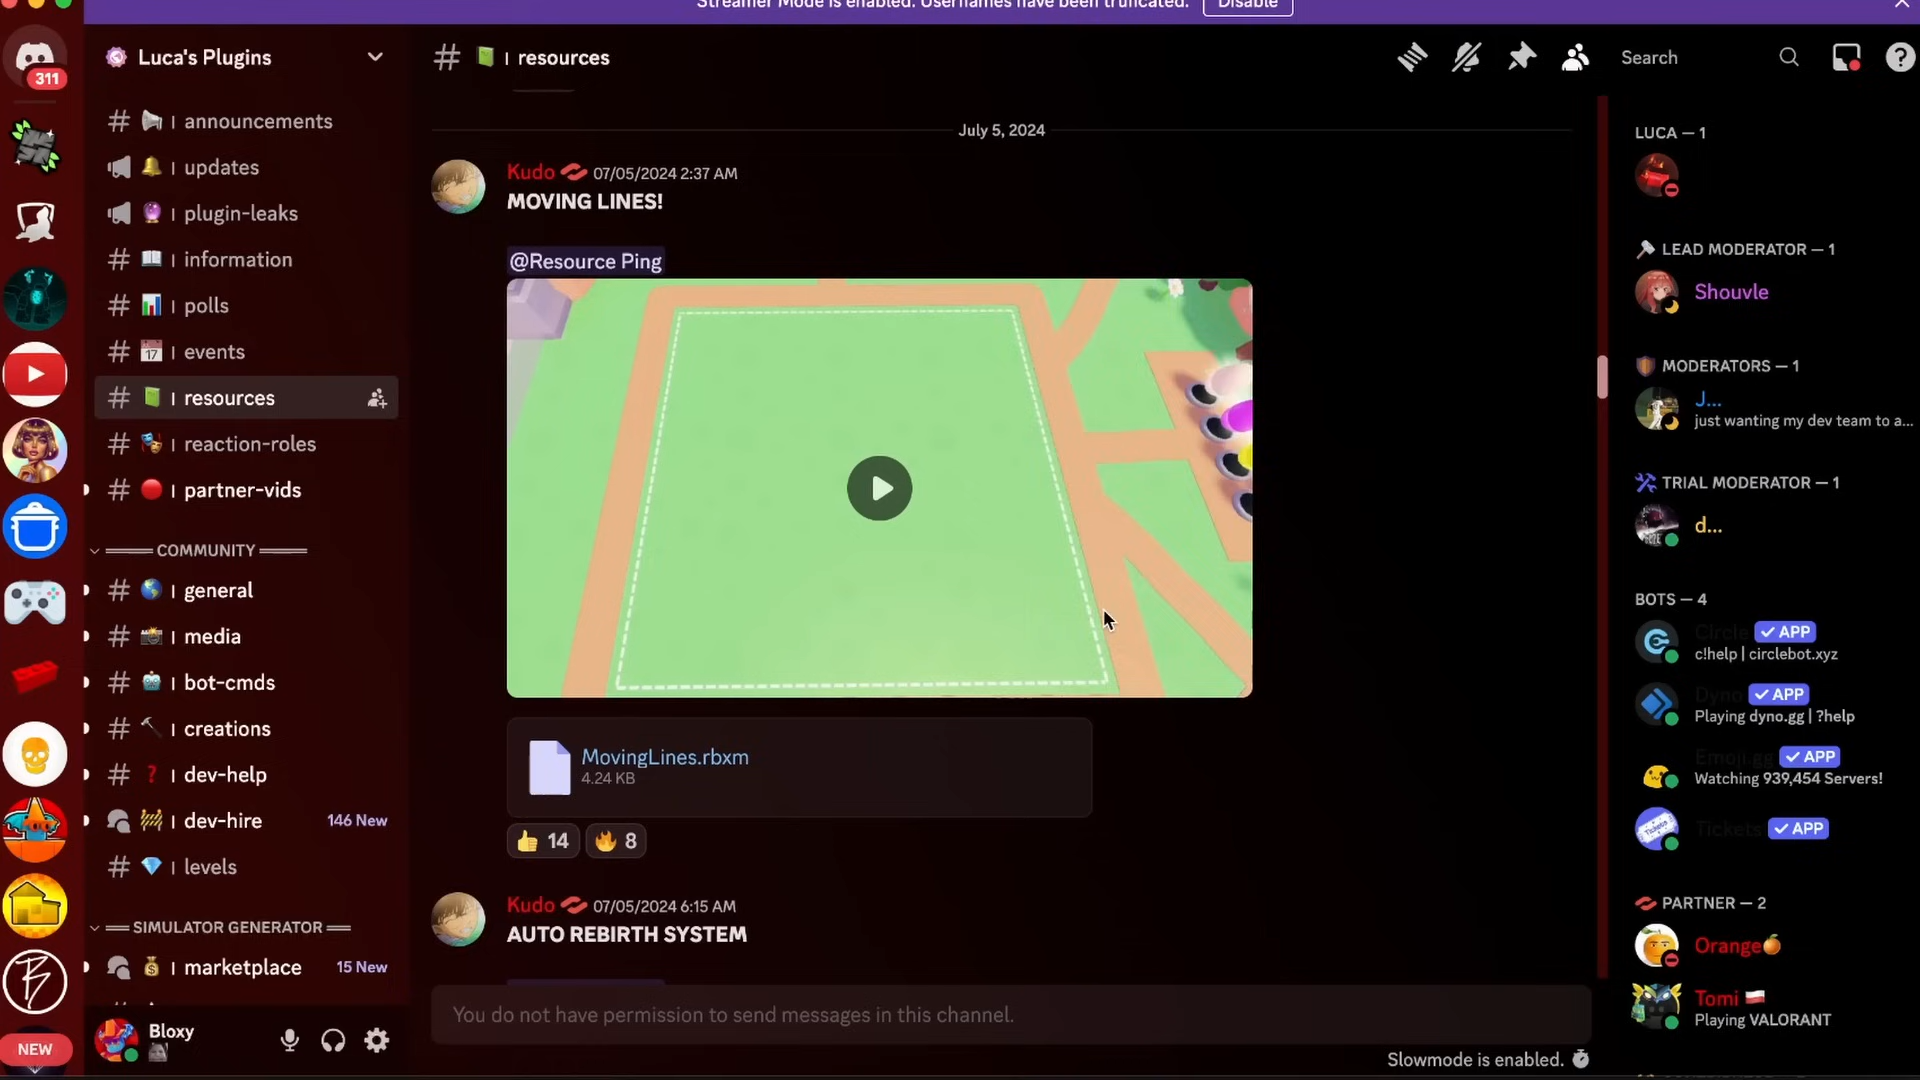 Streamer Mode is enabled. Usernames have been truncated.
Disable
311
NEW
Luca's Plugins
announcements
updates
plugin-leaks
information
polls
17 events
resources
reaction-roles
partner-vids
COMMUNITY
general
media
bot-cmds
creations
dev-help
dev-hire 146 New
levels
SIMULATOR GENERATOR
marketplace 15 New
Bloxy
resources
Search
July 5, 2024
Kudo 07/05/2024 2:37 AM
MOVING LINES!
@Resource Ping
MovingLines.rbxm
4.24 KB
👍 14 🔥 8
Kudo 07/05/2024 6:15 AM
AUTO REBIRTH SYSTEM
You do not have permission to send messages in this channel.
Slowmode is enabled.
LUCA — 1
LEAD MODERATOR — 1
Shouvle
MODERATORS — 1
J...
just wanting my dev team to a...
TRIAL MODERATOR — 1
d...
BOTS — 4
Circle ✓ APP
c!help | circlebot.xyz
Dyno ✓ APP
Playing dyno.gg | ?help
Emoji.gg ✓ APP
Watching 939,454 Servers!
Tickets ✓ APP
PARTNER — 2
Orange🍊
Tomi 🇵🇱
Playing VALORANT